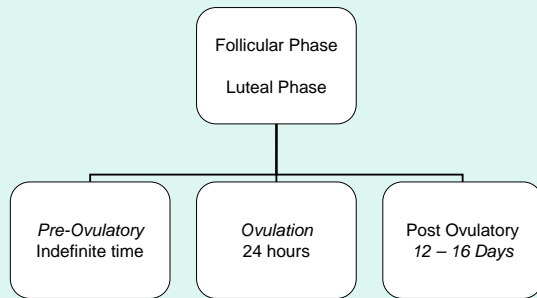 Follicular Phase
Luteal Phase
Pre-Ovulatory
Indefinite time
Ovulation
24 hours
Post Ovulatory
12 – 16 Days